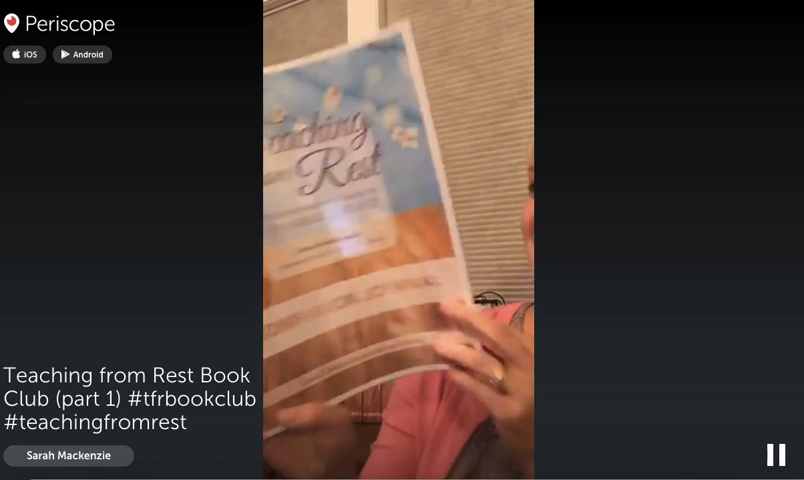 Periscope
iOS
Android
Teaching
Rest
Teaching from Rest Book
Club (part 1) #tfrbookclub
#teachingfromrest
Sarah Mackenzie